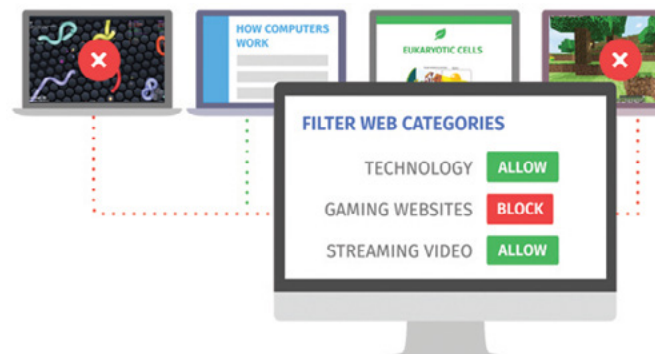 HOW COMPUTERS
WORK
EUKARYOTIC CELLS
FILTER WEB CATEGORIES
TECHNOLOGY ALLOW
GAMING WEBSITES BLOCK
STREAMING VIDEO ALLOW